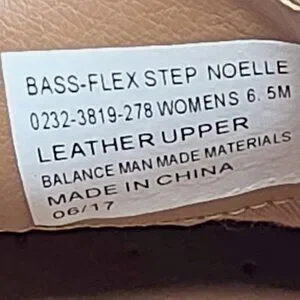 BASS-FLEX STEP NOELLE
0232-3819-278 WOMENS 6.5M
LEATHER UPPER
BALANCE MAN MADE MATERIALS
MADE IN CHINA
06/17